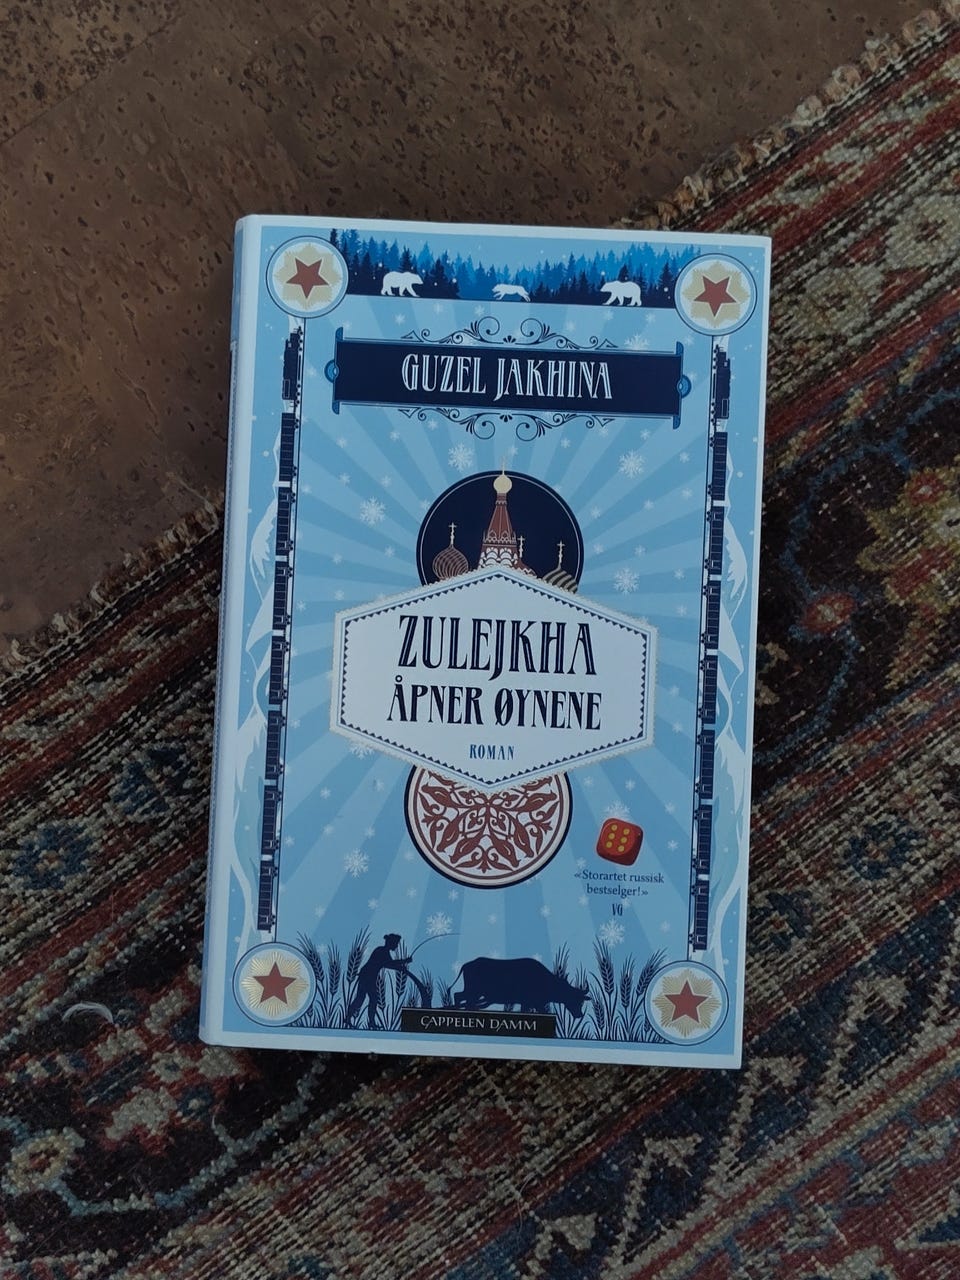 GUZEL JAKHINA
ZULEJKHA
ÅPNER ØYNENE
ROMAN
«Storartet russisk
bestselger!»
VG
CAPPELEN DAMM